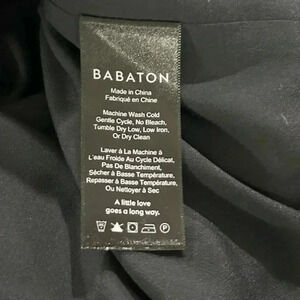 BABATON
Made in China
Fabriqué en Chine
Machine Wash Cold
Gentle Cycle, No Bleach,
Tumble Dry Low, Low Iron,
Or Dry Clean
Laver à La Machine à
L'eau Froide Au Cycle Délicat,
Pas De Blanchiment,
Sécher à Basse Température,
Repasser à Basse Température,
Ou Nettoyer à Sec
A little love
goes a long way.